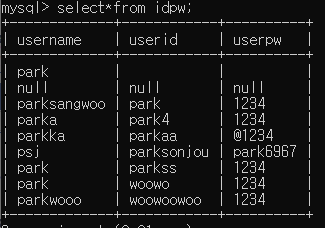 mysql> select*from idpw;
| username | userid | userpw |
| park | | |
| null | null | null |
| parksangwoo | park | 1234 |
| parka | park4 | 1234 |
| parkka | parkaa | @1234 |
| psj | parksonjou | park6967 |
| park | parkss | 1234 |
| park | woowo | 1234 |
| parkwooo | woowoowoo | 1234 |